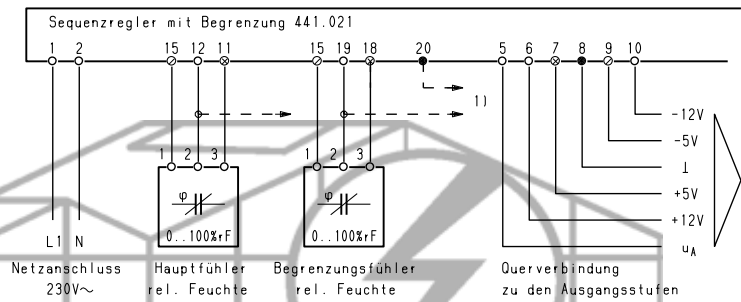 Sequenzregler mit Begrenzung 441.021
1 2 15 12 11 15 19 18 20 5 6 7 8 9 10
1)
-12V
-5V
⊥
+5V
+12V
uA
1 2 3 1 2 3
φ φ
L1 N 0..100%rF 0..100%rF
Netzanschluss Hauptfühler Begrenzungsfühler Querverbindung
230V~ rel. Feuchte rel. Feuchte zu den Ausgangsstufen